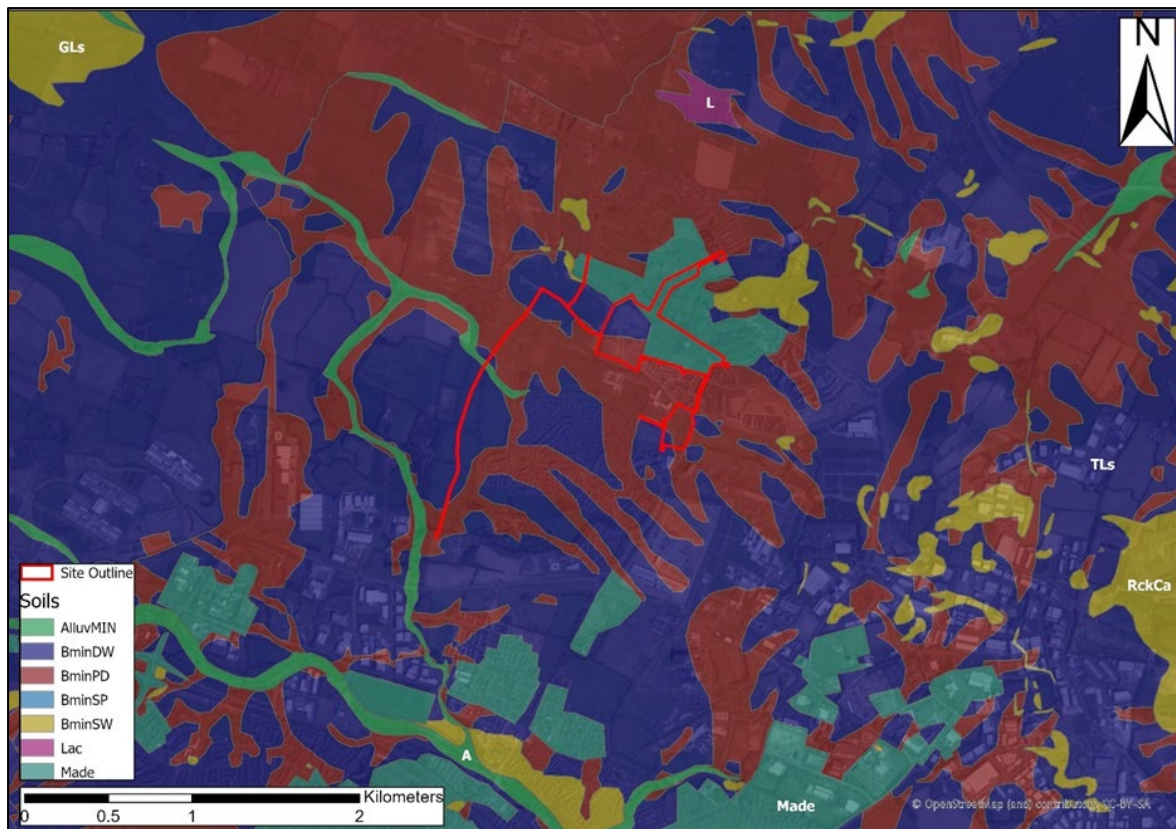 GLs
N
L
TLs
RckCa
Site Outline
Soils
AlluvMIN
BminDW
BminPD
BminSP
BminSW
Lac
Made
A
Made
Kilometers
0 0.5 1 2
© OpenStreetMap (and) contributors, CC-BY-SA